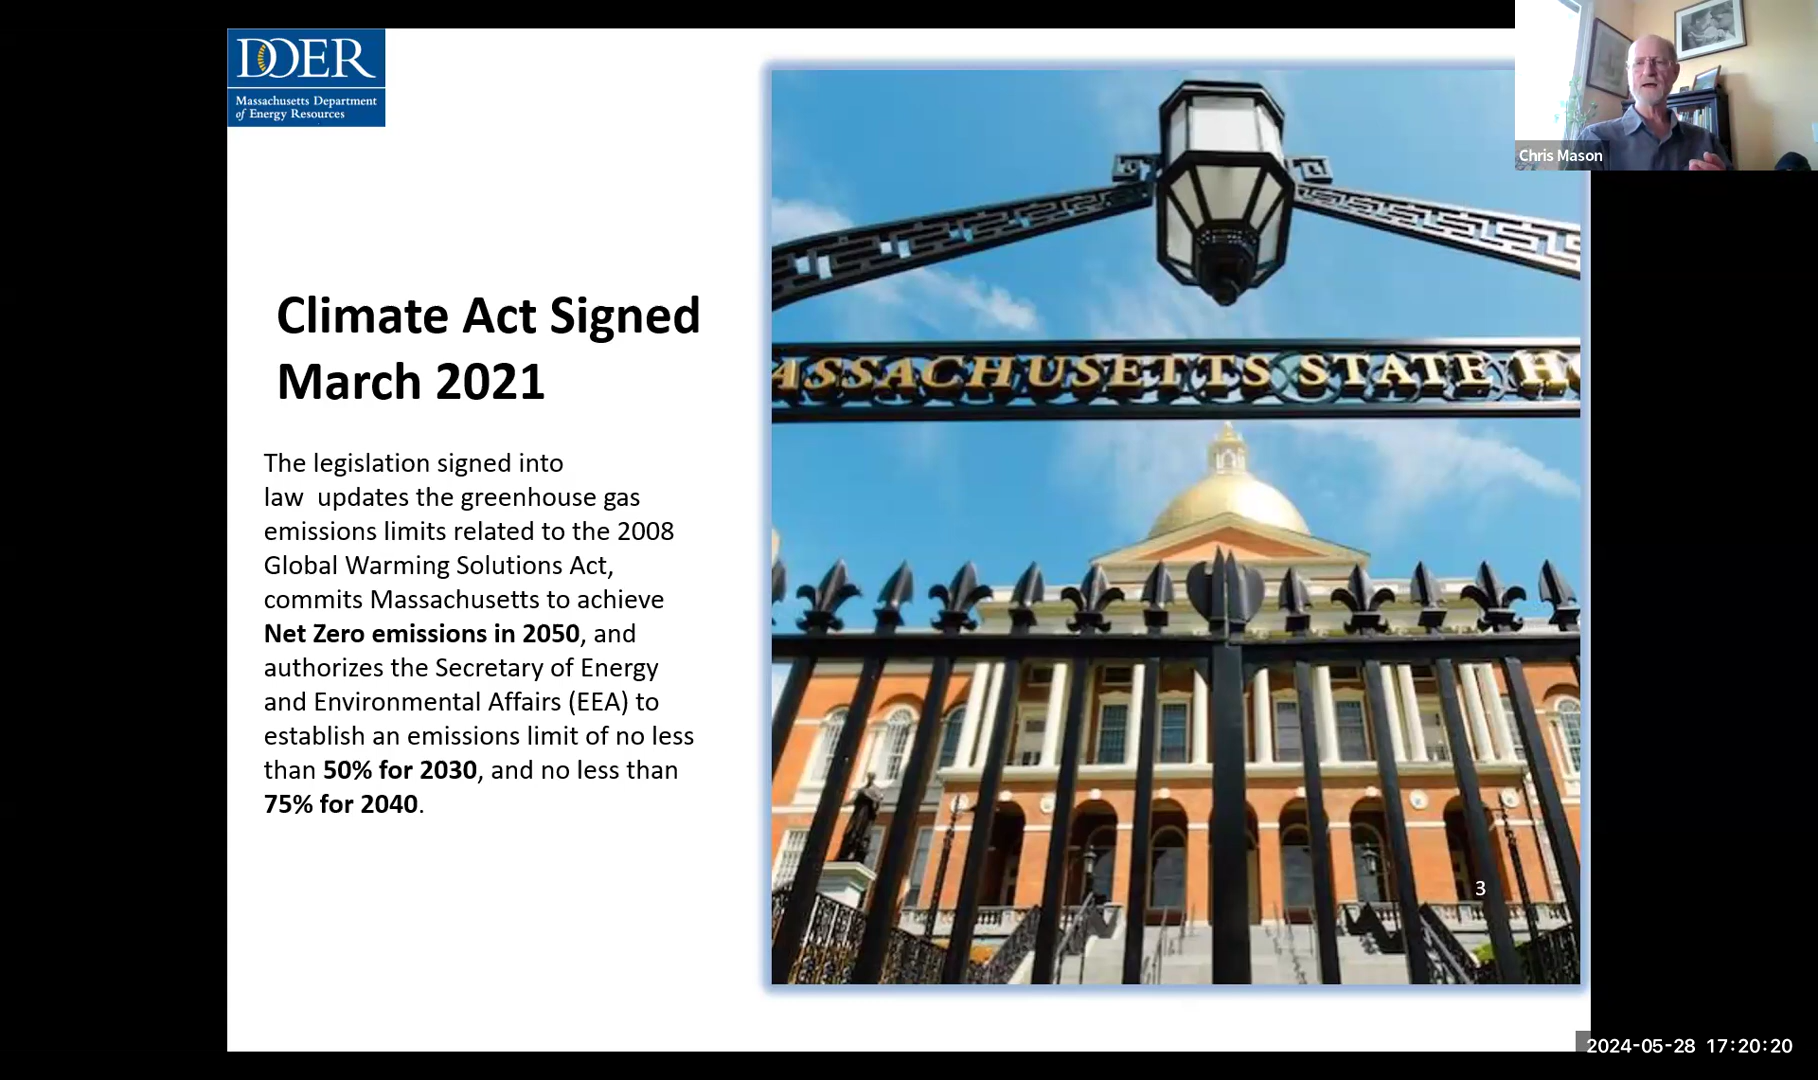 DOER
Massachusetts Department
of Energy Resources
Chris Mason
Climate Act Signed
March 2021
The legislation signed into
law  updates the greenhouse gas
emissions limits related to the 2008
Global Warming Solutions Act,
commits Massachusetts to achieve
Net Zero emissions in 2050, and
authorizes the Secretary of Energy
and Environmental Affairs (EEA) to
establish an emissions limit of no less
than 50% for 2030, and no less than
75% for 2040.
ASSACHUSETTS STATE H
3
2024-05-28 17:20:20